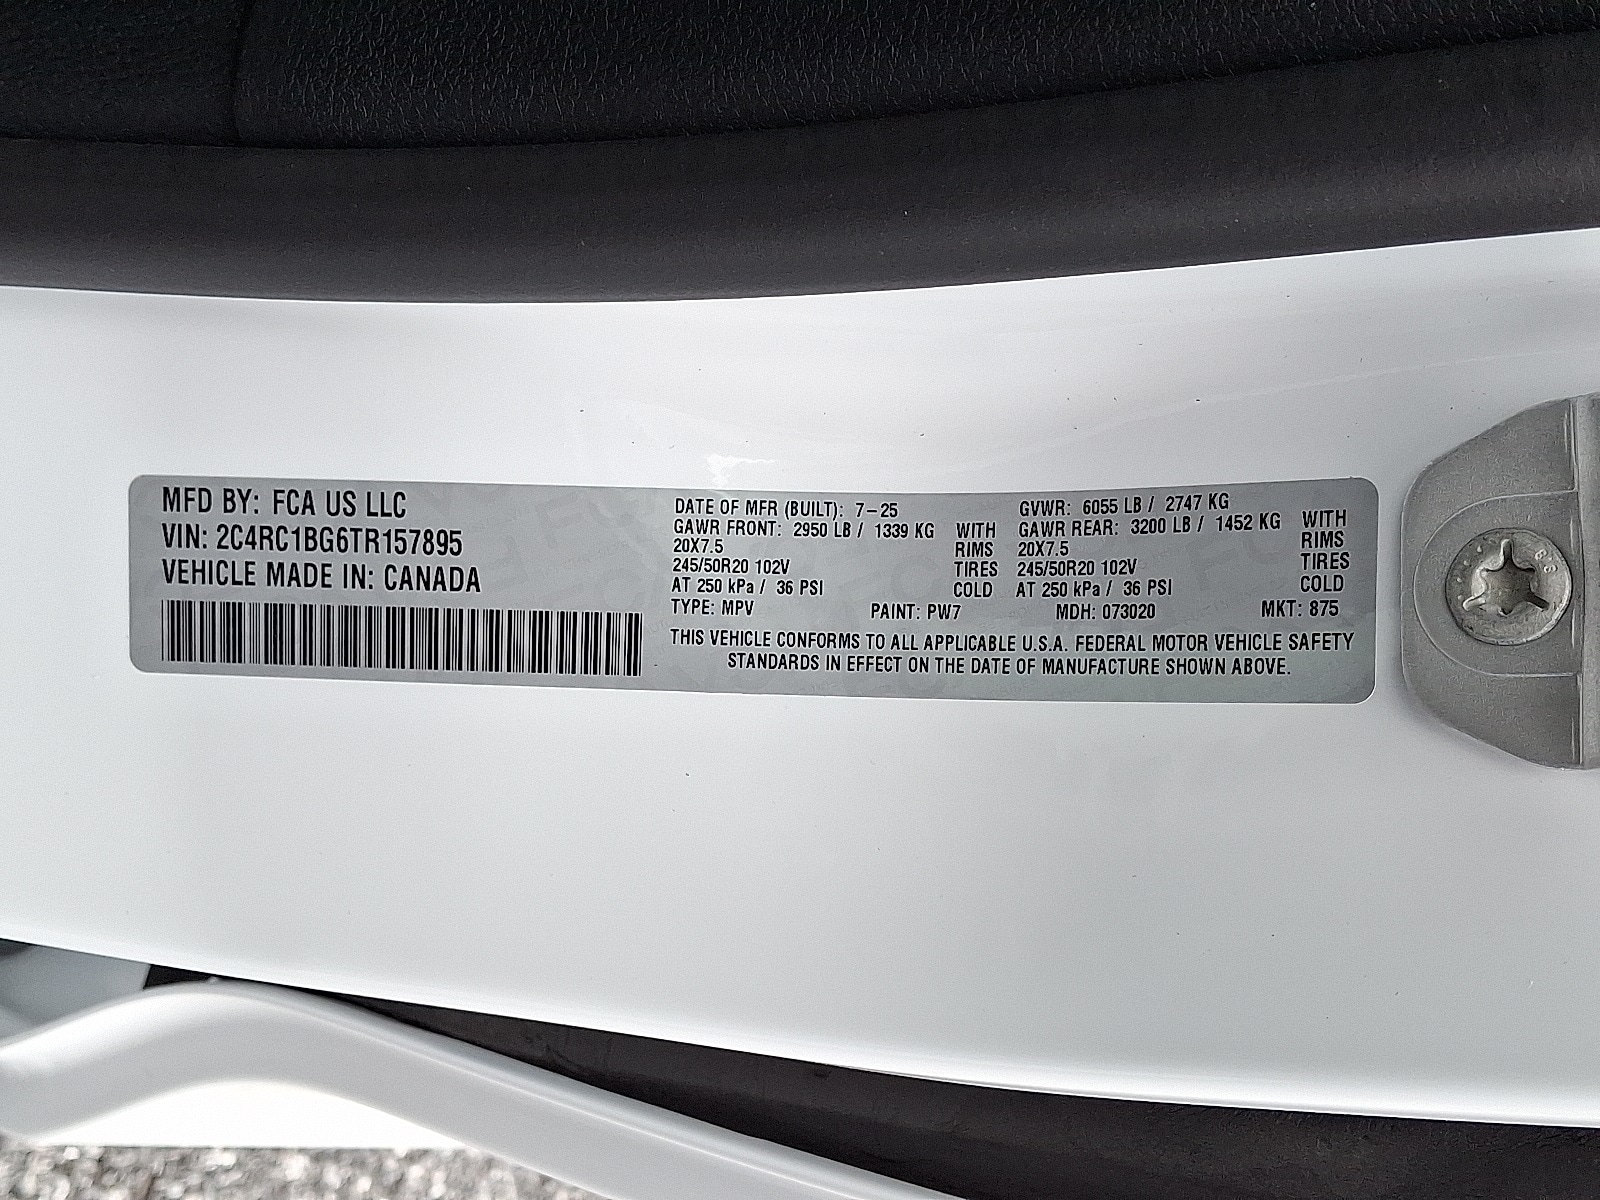 MFD BY: FCA US LLC
VIN: 2C4RC1BG6TR157895
VEHICLE MADE IN: CANADA
DATE OF MFR (BUILT): 7-25 GVWR: 6055 LB / 2747 KG
GAWR FRONT: 2950 LB / 1339 KG WITH GAWR REAR: 3200 LB / 1452 KG WITH
20X7.5 RIMS 20X7.5 RIMS
245/50R20 102V TIRES 245/50R20 102V TIRES
AT 250 kPa / 36 PSI COLD AT 250 kPa / 36 PSI COLD
TYPE: MPV PAINT: PW7 MDH: 073020 MKT: 875
THIS VEHICLE CONFORMS TO ALL APPLICABLE U.S.A. FEDERAL MOTOR VEHICLE SAFETY
STANDARDS IN EFFECT ON THE DATE OF MANUFACTURE SHOWN ABOVE.